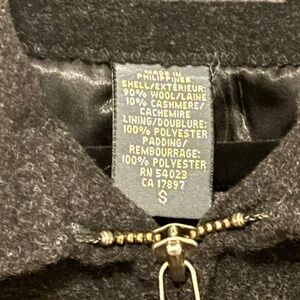 MADE IN
PHILIPPINES
SHELL/EXTÉRIEUR:
90% WOOL/LAINE
10% CASHMERE/
CACHEMIRE
LINING/DOUBLURE:
100% POLYESTER
PADDING/
REMBOURRAGE:
100% POLYESTER
RN 54023
CA 17897
S